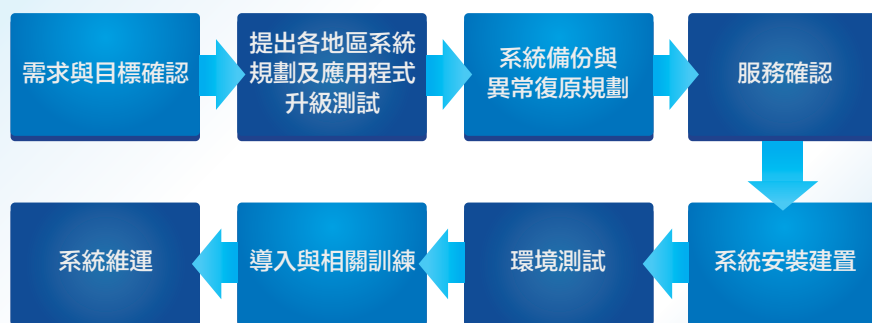 需求與目標確認
提出各地區系統
規劃及應用程式
升級測試
系統備份與
異常復原規劃
服務確認
系統安裝建置
環境測試
導入與相關訓練
系統維運